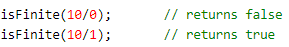 isFinite(10/0);       // returns false
isFinite(10/1);       // returns true